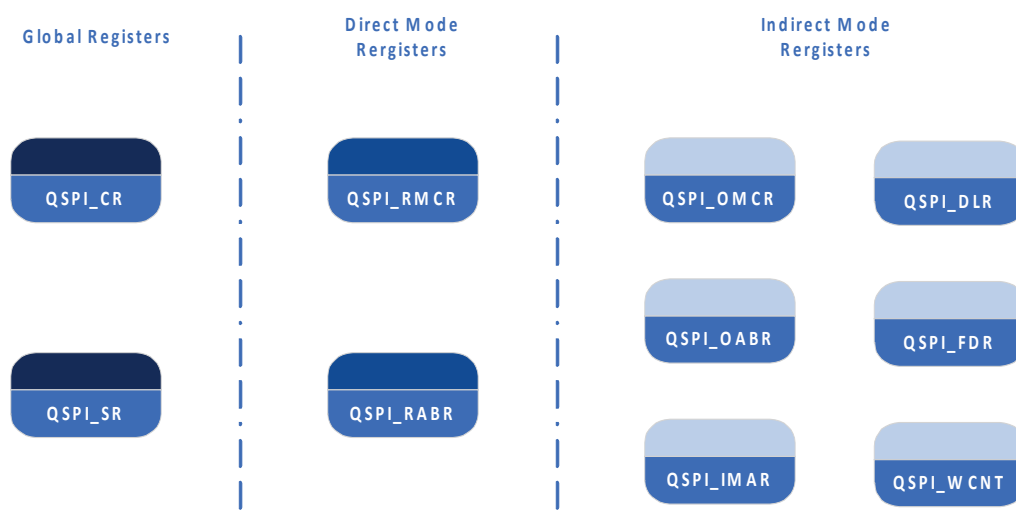 Global Registers
Direct Mode
Rergisters
Indirect Mode
Rergisters
QSPI_CR
QSPI_RMCR
QSPI_OMCR
QSPI_DLR
QSPI_OABR
QSPI_FDR
QSPI_SR
QSPI_RABR
QSPI_IMAR
QSPI_WCNT